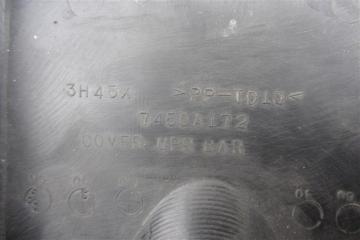 3H45X >PP-TD10<
7450A172
COVER UPR BAR